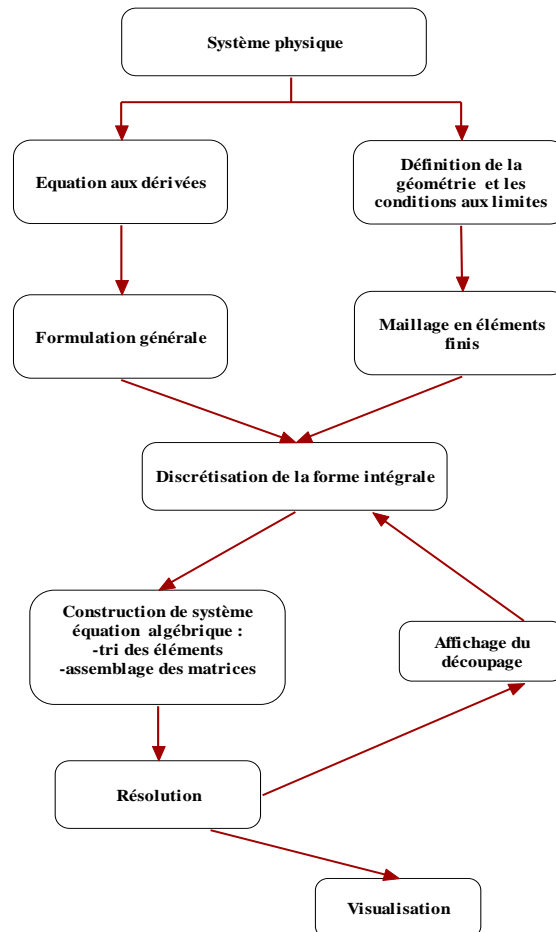 Système physique
Equation aux dérivées
Définition de la
géométrie et les
conditions aux limites
Formulation générale
Maillage en éléments
finis
Discrétisation de la forme intégrale
Construction de système
équation algébrique :
-tri des éléments
-assemblage des matrices
Affichage du
découpage
Résolution
Visualisation